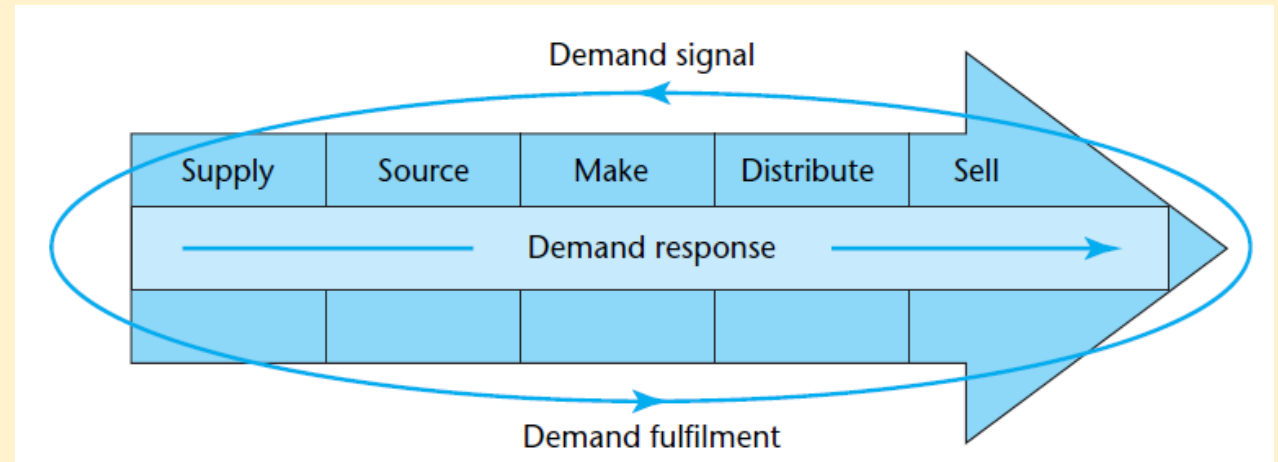 Demand signal
Supply Source Make Distribute Sell
Demand response
Demand fulfilment